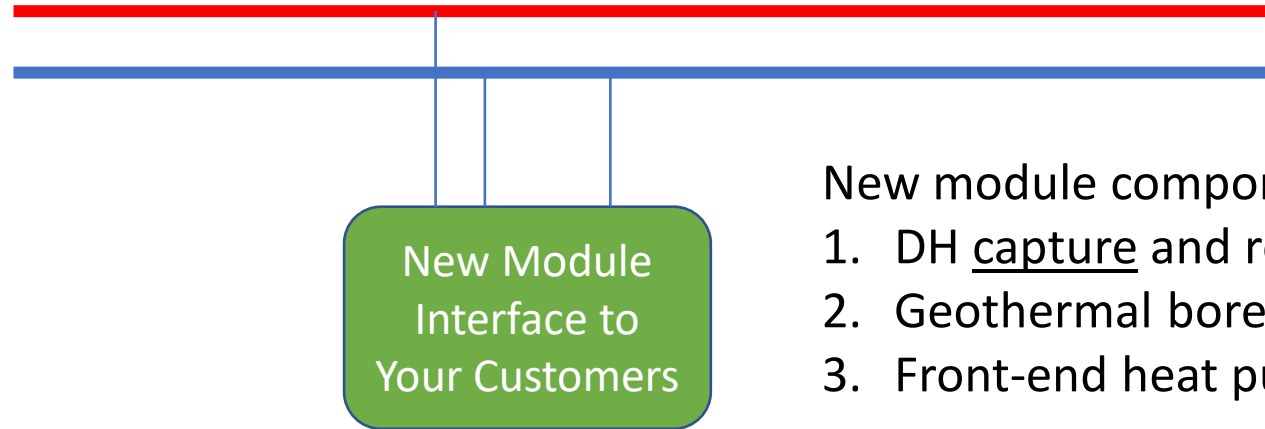 New Module
Interface to
Your Customers
New module
1. DH capture and
2. Geothermal
3. Front-end heat